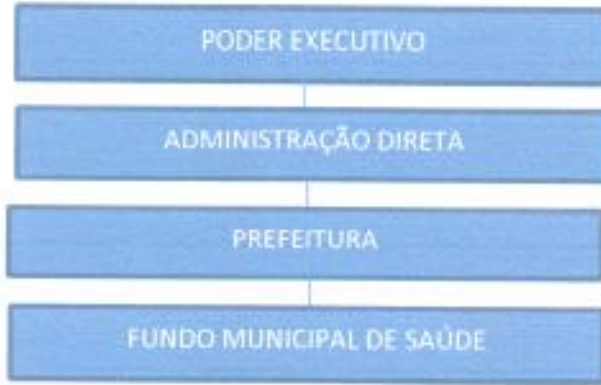 PODER EXECUTIVO
ADMINISTRAÇÃO DIRETA
PREFEITURA
FUNDO MUNICIPAL DE SAÚDE